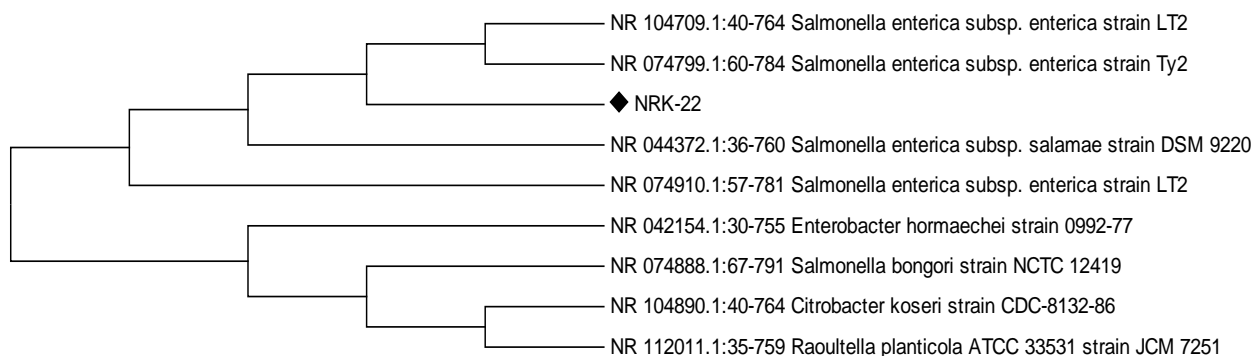 NR 104709.1:40-764 Salmonella enterica subsp. enterica strain LT2
NR 074799.1:60-784 Salmonella enterica subsp. enterica strain Ty2
NRK-22
NR 044372.1:36-760 Salmonella enterica subsp. salamae strain DSM 9220
NR 074910.1:57-781 Salmonella enterica subsp. enterica strain LT2
NR 042154.1:30-755 Enterobacter hormaechei strain 0992-77
NR 074888.1:67-791 Salmonella bongori strain NCTC 12419
NR 104890.1:40-764 Citrobacter koseri strain CDC-8132-86
NR 112011.1:35-759 Raoultella planticola ATCC 33531 strain JCM 7251